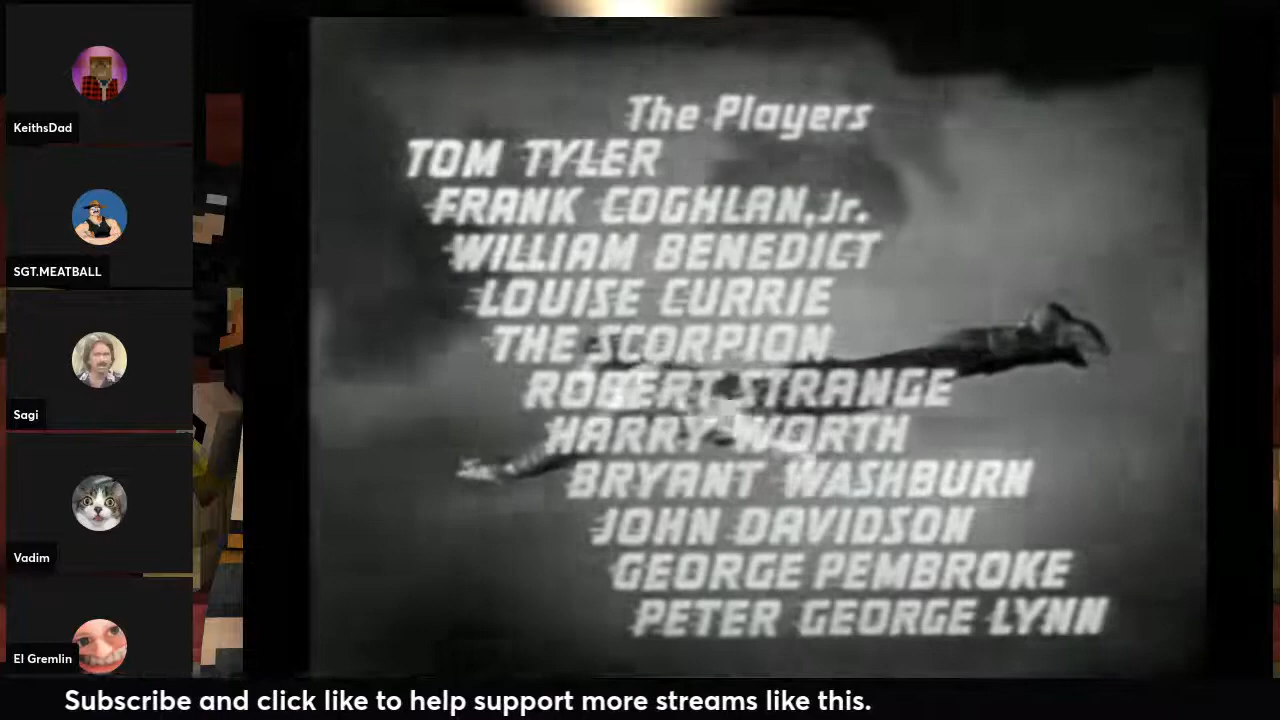 KeithsDad
SGT.MEATBALL
Sagi
Vadim
El Gremlin
The Players
TOM TYLER
FRANK COGHLAN, Jr.
WILLIAM BENEDICT
LOUISE CURRIE
THE SCORPION
ROBERT STRANGE
HARRY WORTH
BRYANT WASHBURN
JOHN DAVIDSON
GEORGE PEMBROKE
PETER GEORGE LYNN
Subscribe and click like to help support more streams like this.